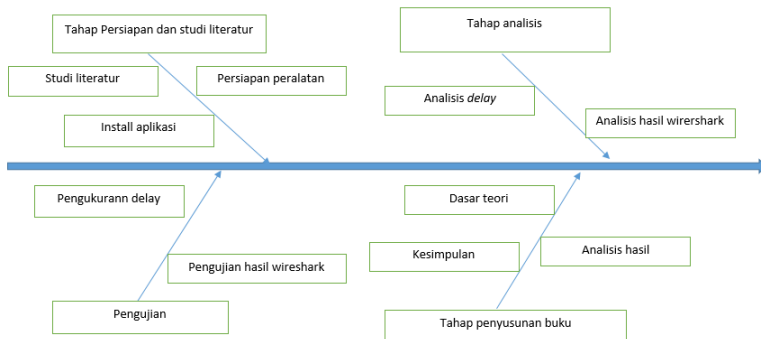 Tahap Persiapan dan studi literatur
Tahap analisis
Studi literatur
Persiapan peralatan
Analisis delay
Install aplikasi
Analisis hasil wirershark
Pengukurann delay
Dasar teori
Kesimpulan
Analisis hasil
Pengujian hasil wireshark
Pengujian
Tahap penyusunan buku